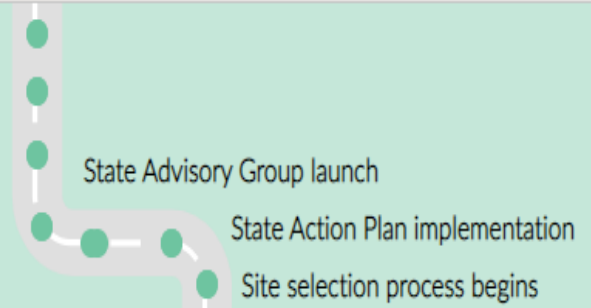 State Advisory Group launch
State Action Plan implementation
Site selection process begins